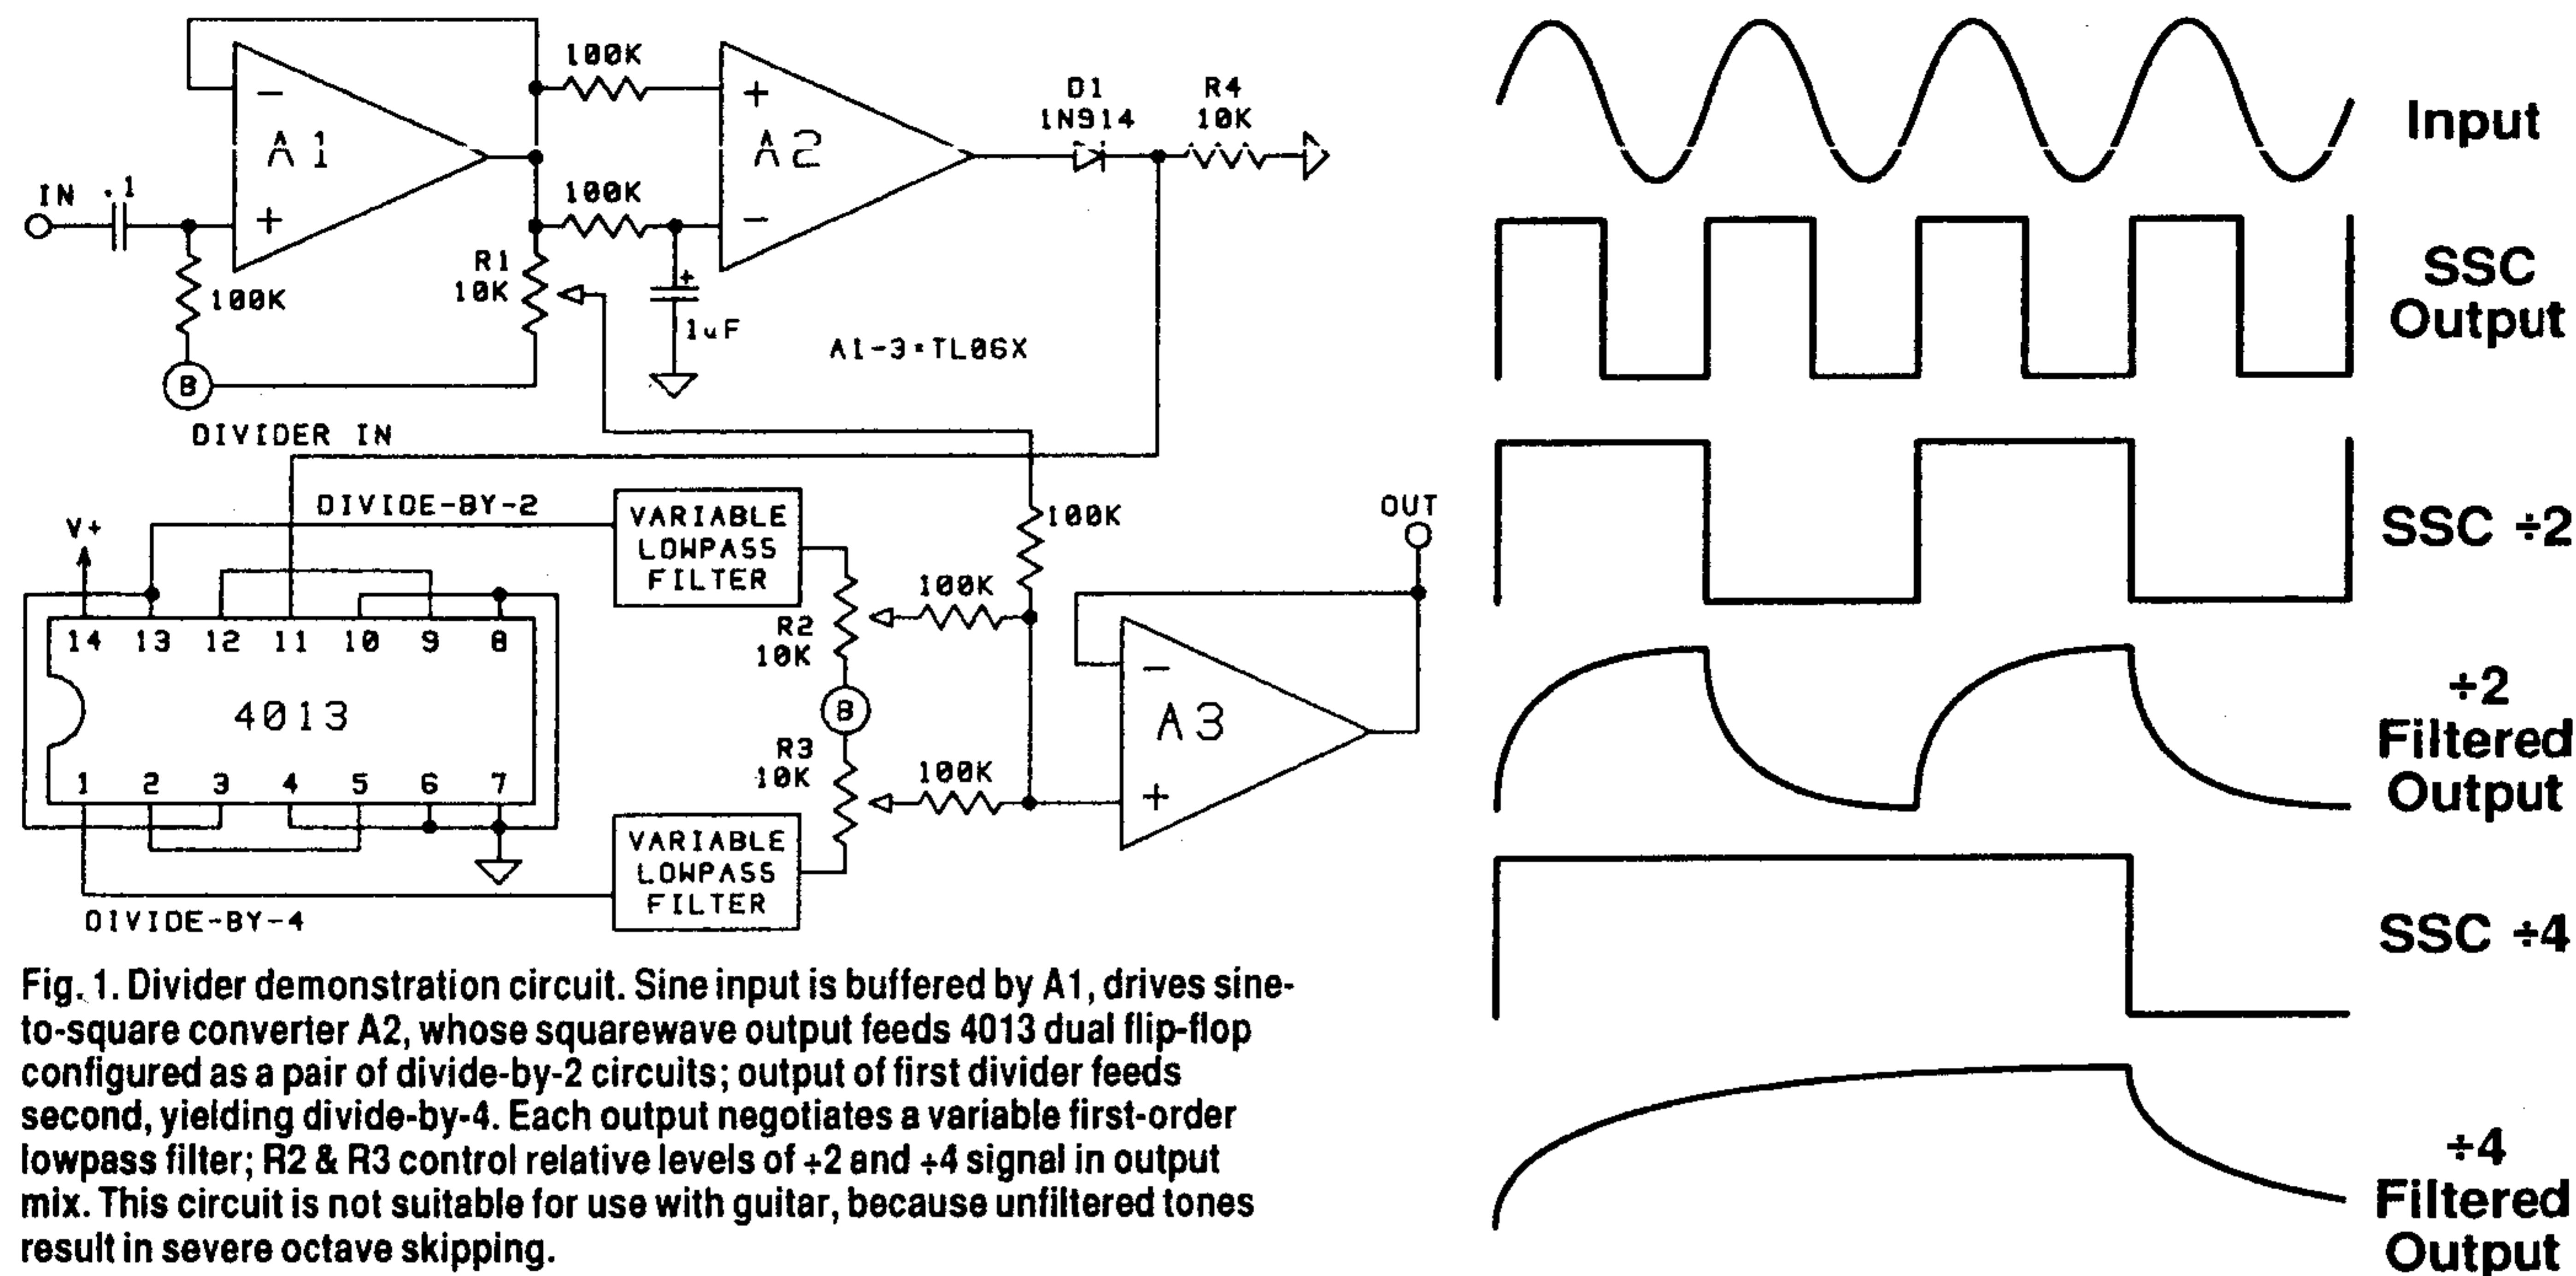 100K
A1
−
+
IN
.1
100K
B
R1
10K
100K
+
1uF
A2
+
−
A1-3=TL06X
D1
1N914
R4
10K
DIVIDER IN
DIVIDE-BY-2
V+
14 13 12 11 10 9 8
4013
1 2 3 4 5 6 7
DIVIDE-BY-4
VARIABLE
LOWPASS
FILTER
R2
10K
100K
100K
B
R3
10K
100K
VARIABLE
LOWPASS
FILTER
−
A3
+
OUT
Input
SSC
Output
SSC ÷2
÷2
Filtered
Output
SSC ÷4
÷4
Filtered
Output
Fig. 1. Divider demonstration circuit. Sine input is buffered by A1, drives sine-
to-square converter A2, whose squarewave output feeds 4013 dual flip-flop
configured as a pair of divide-by-2 circuits; output of first divider feeds
second, yielding divide-by-4. Each output negotiates a variable first-order
lowpass filter; R2 & R3 control relative levels of ÷2 and ÷4 signal in output
mix. This circuit is not suitable for use with guitar, because unfiltered tones
result in severe octave skipping.